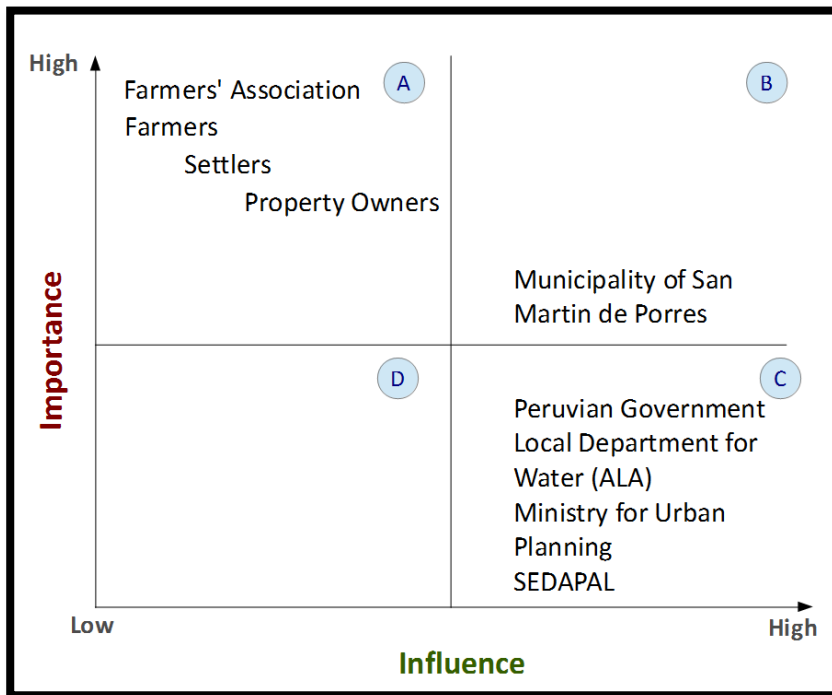 High
A
B
Farmers' Association
Farmers
Settlers
Property Owners
Municipality of San
Martin de Porres
Importance
D
C
Peruvian Government
Local Department for
Water (ALA)
Ministry for Urban
Planning
SEDAPAL
Low
High
Influence